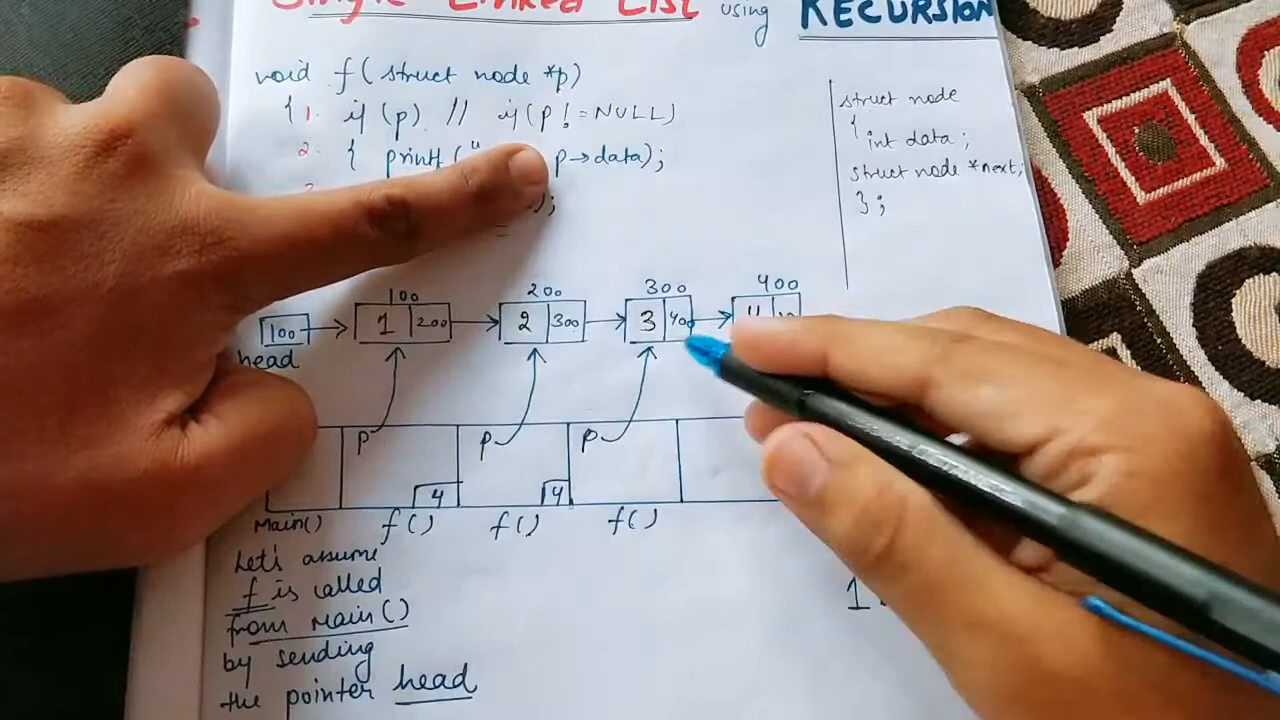 Single Linked List using RECURSION
void f( struct node *p)
{ 1. if (p) // if (p != NULL)
2. { printf (" p→data);
);
struct node
{ int data;
struct node *next;
};
100 200 300 400
100 1 200 2 300 3 400
head
p p p
4 4
Main() f() f() f()
Let's assume
f is called
from Main()
by sending
the pointer head
1